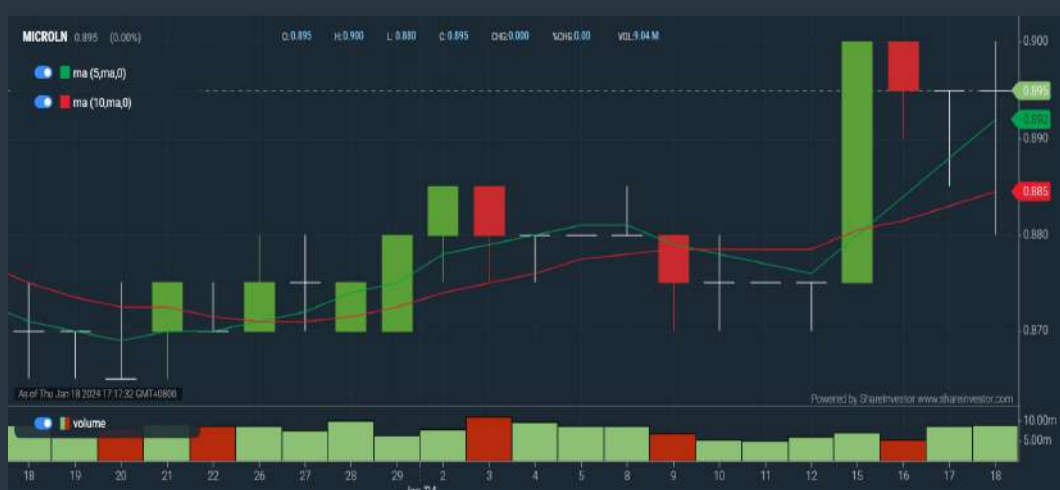 MICROLN 0.895 (0.00%) O:0.895 H:0.900 L: 0.880 C: 0.895 CHG:0.000 %CHG:0.00 VOL:9.04 M
ma (5,ma,0)
ma (10,ma,0)
0.900
0.895
0.892
0.890
0.885
0.880
0.870
As of Thu Jan 18 2024 17:17:32 GMT+0800
Powered by ShareInvestor www.shareinvestor.com
volume
10.00m
5.00m
18 19 20 21 22 26 27 28 29 2 3 4 5 8 9 10 11 12 15 16 17 18